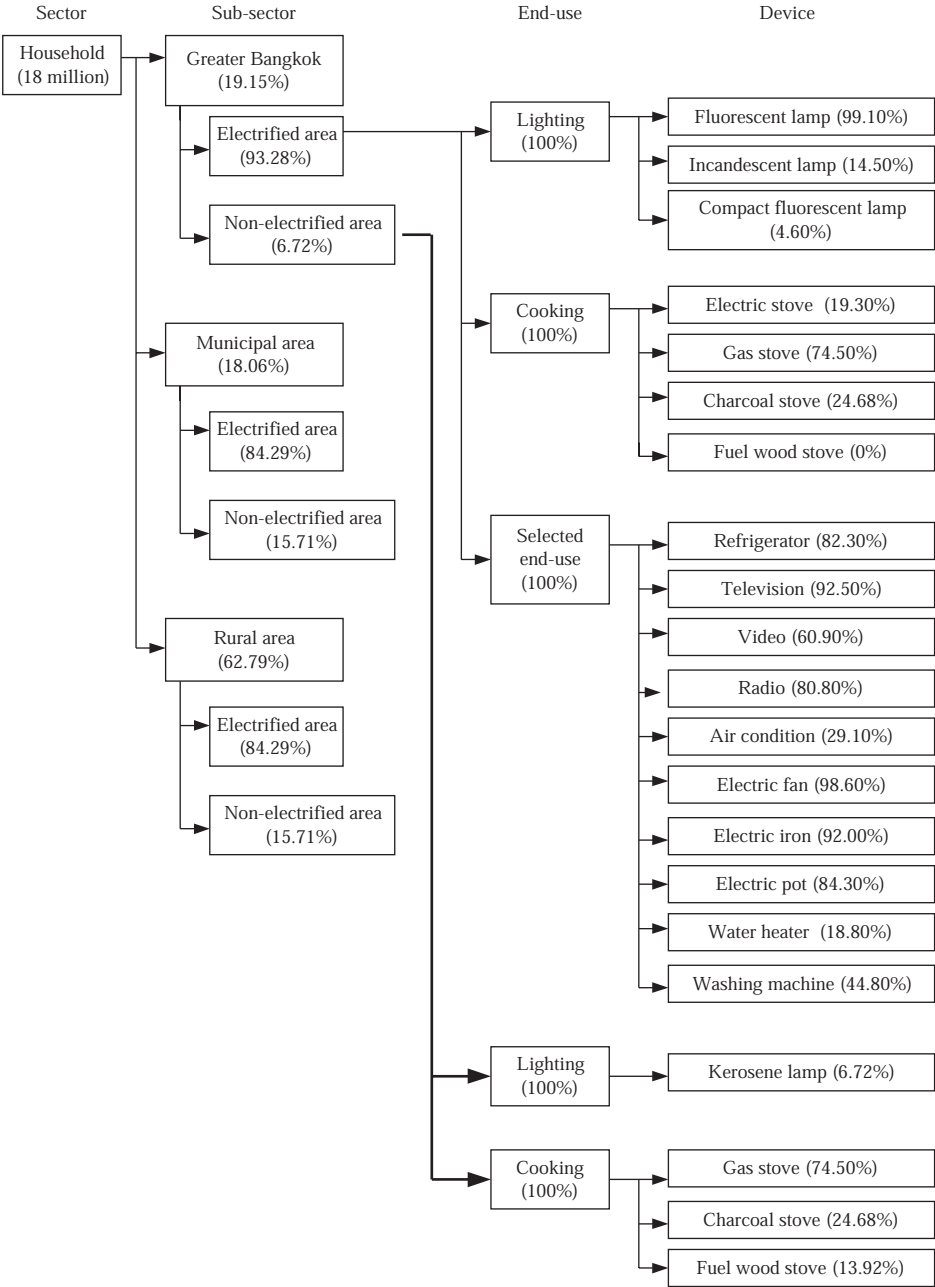 Sector
Sub-sector
End-use
Device
Household
(18 million)
Greater Bangkok
(19.15%)
Electrified area
(93.28%)
Non-electrified area
(6.72%)
Municipal area
(18.06%)
Electrified area
(84.29%)
Non-electrified area
(15.71%)
Rural area
(62.79%)
Electrified area
(84.29%)
Non-electrified area
(15.71%)
Lighting
(100%)
Fluorescent lamp (99.10%)
Incandescent lamp (14.50%)
Compact fluorescent lamp
(4.60%)
Cooking
(100%)
Electric stove (19.30%)
Gas stove (74.50%)
Charcoal stove (24.68%)
Fuel wood stove (0%)
Selected
end-use
(100%)
Refrigerator (82.30%)
Television (92.50%)
Video (60.90%)
Radio (80.80%)
Air condition (29.10%)
Electric fan (98.60%)
Electric iron (92.00%)
Electric pot (84.30%)
Water heater (18.80%)
Washing machine (44.80%)
Lighting
(100%)
Kerosene lamp (6.72%)
Cooking
(100%)
Gas stove (74.50%)
Charcoal stove (24.68%)
Fuel wood stove (13.92%)